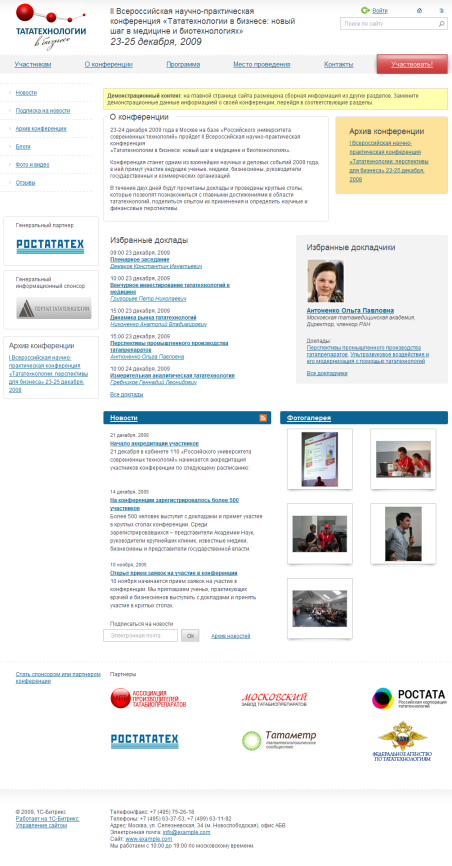 ТАТАТЕХНОЛОГИИ
в бизнесе
II Всероссийская научно-практическая
конференция «Тататехнологии в бизнесе: новый
шаг в медицине и биотехнологиях»
23-25 декабря, 2009
Войти
Поиск по сайту
Участникам
О конференции
Программа
Место проведения
Контакты
Участвовать!
Новости
Подписка на новости
Архив конференции
Блоги
Фото и видео
Отзывы
Генеральный партнер
РОСТАТАТЕХ
Генеральный
информационный спонсор
ПОРТАЛ ТАТАТЕХНОЛОГИЙ
Архив конференции
I Всероссийская научно-
практическая конференция
«Тататехнологии: перспективы
для бизнеса» 23-25 декабря,
2008
Демонстрационный контент, на главной странице сайта размещена сборная информация из других разделов. Замените
демонстрационные данные информацией о своей конференции, перейдя в соответствующие разделы.
О конференции
23-24 декабря 2009 года в Москве на базе «Российского университета
современных технологий» пройдет II Всероссийская научно-практическая
конференция
«Тататехнологии в бизнесе: новый шаг в медицине и биотехнологиях».
Конференция станет одним из важнейших научных и деловых событий 2009 года,
в ней примут участие ведущие ученые, медики, бизнесмены, руководители
государственных и коммерческих организаций.
В течение двух дней будут прочитаны доклады и проведены круглые столы,
которые позволят познакомиться с главными достижениями в области
тататехнологий, поделиться опытом их применения и определить научные и
финансовые перспективы.
Архив конференции
I Всероссийская научно-
практическая конференция
«Тататехнологии: перспективы
для бизнеса» 23-25 декабря,
2008
Избранные доклады
09:00 23 декабря, 2009
Пленарное заседание
Демаков Константин Игнатьевич
10:00 23 декабря, 2009
Венчурное инвестирование тататехнологий в
медицине
Григорьев Петр Николаевич
15:00 23 декабря, 2009
Динамика рынка тататехнологий
Никоненко Анатолий Владимирович
15:00 23 декабря, 2009
Перспективы промышленного производства
татапрепаратов
Антоненко Ольга Павловна
10:00 24 декабря, 2009
Измерительная аналитическая тататехнологии
Гребников Геннадий Леонидович
Все доклады
Избранные докладчики
Антоненко Ольга Павловна
Московская татамедицинская академия,
Директор, членкор РАН
Доклады:
Перспективы промышленного производства
татапрепаратов, Ультразвуковое воздействие и
его модернизация с помощью тататехнологий
Все докладчики
Новости
21 декабря, 2009
Начало аккредитации участников
21 декабря в кабинете 110 «Российского университета
современных технологий» начинается аккредитация
участников конференции по следующему расписанию:
14 декабря, 2009
На конференции зарегистрировалось более 500
участников
Более 500 человек выступит с докладами и примет участие
в круглых столах конференции. Среди
зарегистрировавшихся – представители Академии Наук,
руководители крупнейших клиник, известные медики,
бизнесмены и представители государственной власти.
10 ноября, 2009
Открыт прием заявок на участие в конференции
10 ноября начинается прием заявок на участие в
конференции. Мы приглашаем ученых, практикующих
врачей и бизнесменов выступить с докладами и принять
участие в круглых столах.
Подписаться на новости
Электронная почта
Ok
Архив новостей
Фотогалерея
Стать спонсором или партнером
конференции
Партнеры
АССОЦИАЦИЯ
ПРОИЗВОДИТЕЛЕЙ
ТАТАБИОПРЕПАРАТОВ
МОСКОВСКИЙ
ЗАВОД ТАТАБИОПРЕПАРАТОВ
РОСТАТА
Российская корпорация
тататехнологий
РОСТАТАТЕХ
Татаметр
тататехнологическое
сообщество
ФЕДЕРАЛЬНОЕ АГЕНТСТВО
ПО ТАТАТЕХНОЛОГИЯМ
© 2009, 1С-Битрикс
Работает на 1С-Битрикс:
Управление сайтом
Телефон/факс: +7 (495) 75-26-18
Телефоны: +7 (495) 63-37-53, +7 (499) 63-11-82
Адрес: Москва, ул. Селезневская, 34 (м. Новослободская), офис АБВ
Электронная почта: info@example.com
Сайт: www.example.com
Мы работаем с 10:00 до 19:00 по московскому времени.